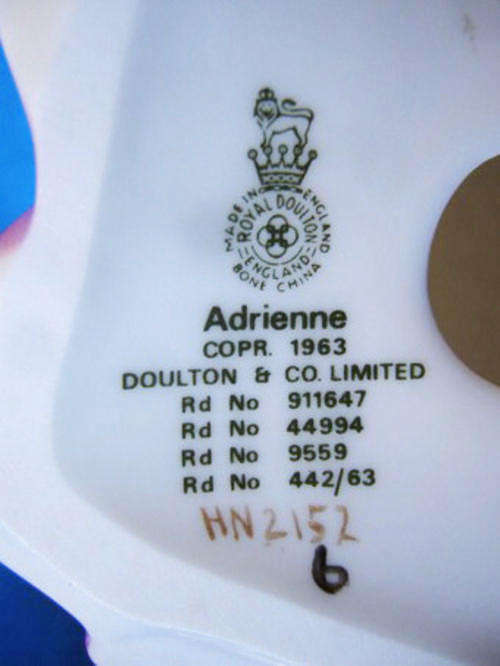 MADE IN ENGLAND
ROYAL DOULTON
ENGLAND
BONE CHINA
Adrienne
COPR. 1963
DOULTON & CO. LIMITED
Rd No 911647
Rd No 44994
Rd No 9559
Rd No 442/63
HN2152
6